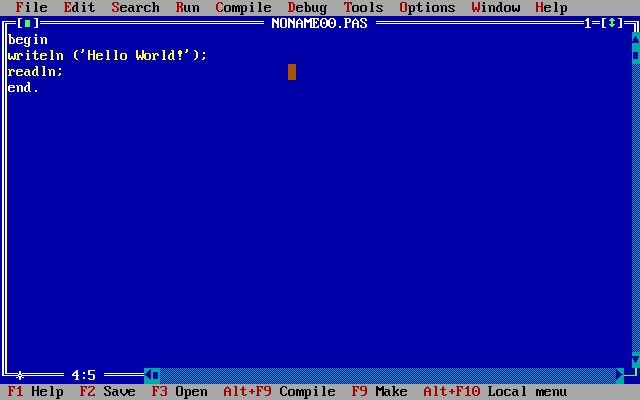 File Edit Search Run Compile Debug Tools Options Window Help
NONAME00.PAS 1
begin
writeln ('Hello World!');
readln;
end.
4:5
F1 Help F2 Save F3 Open Alt+F9 Compile F9 Make Alt+F10 Local menu